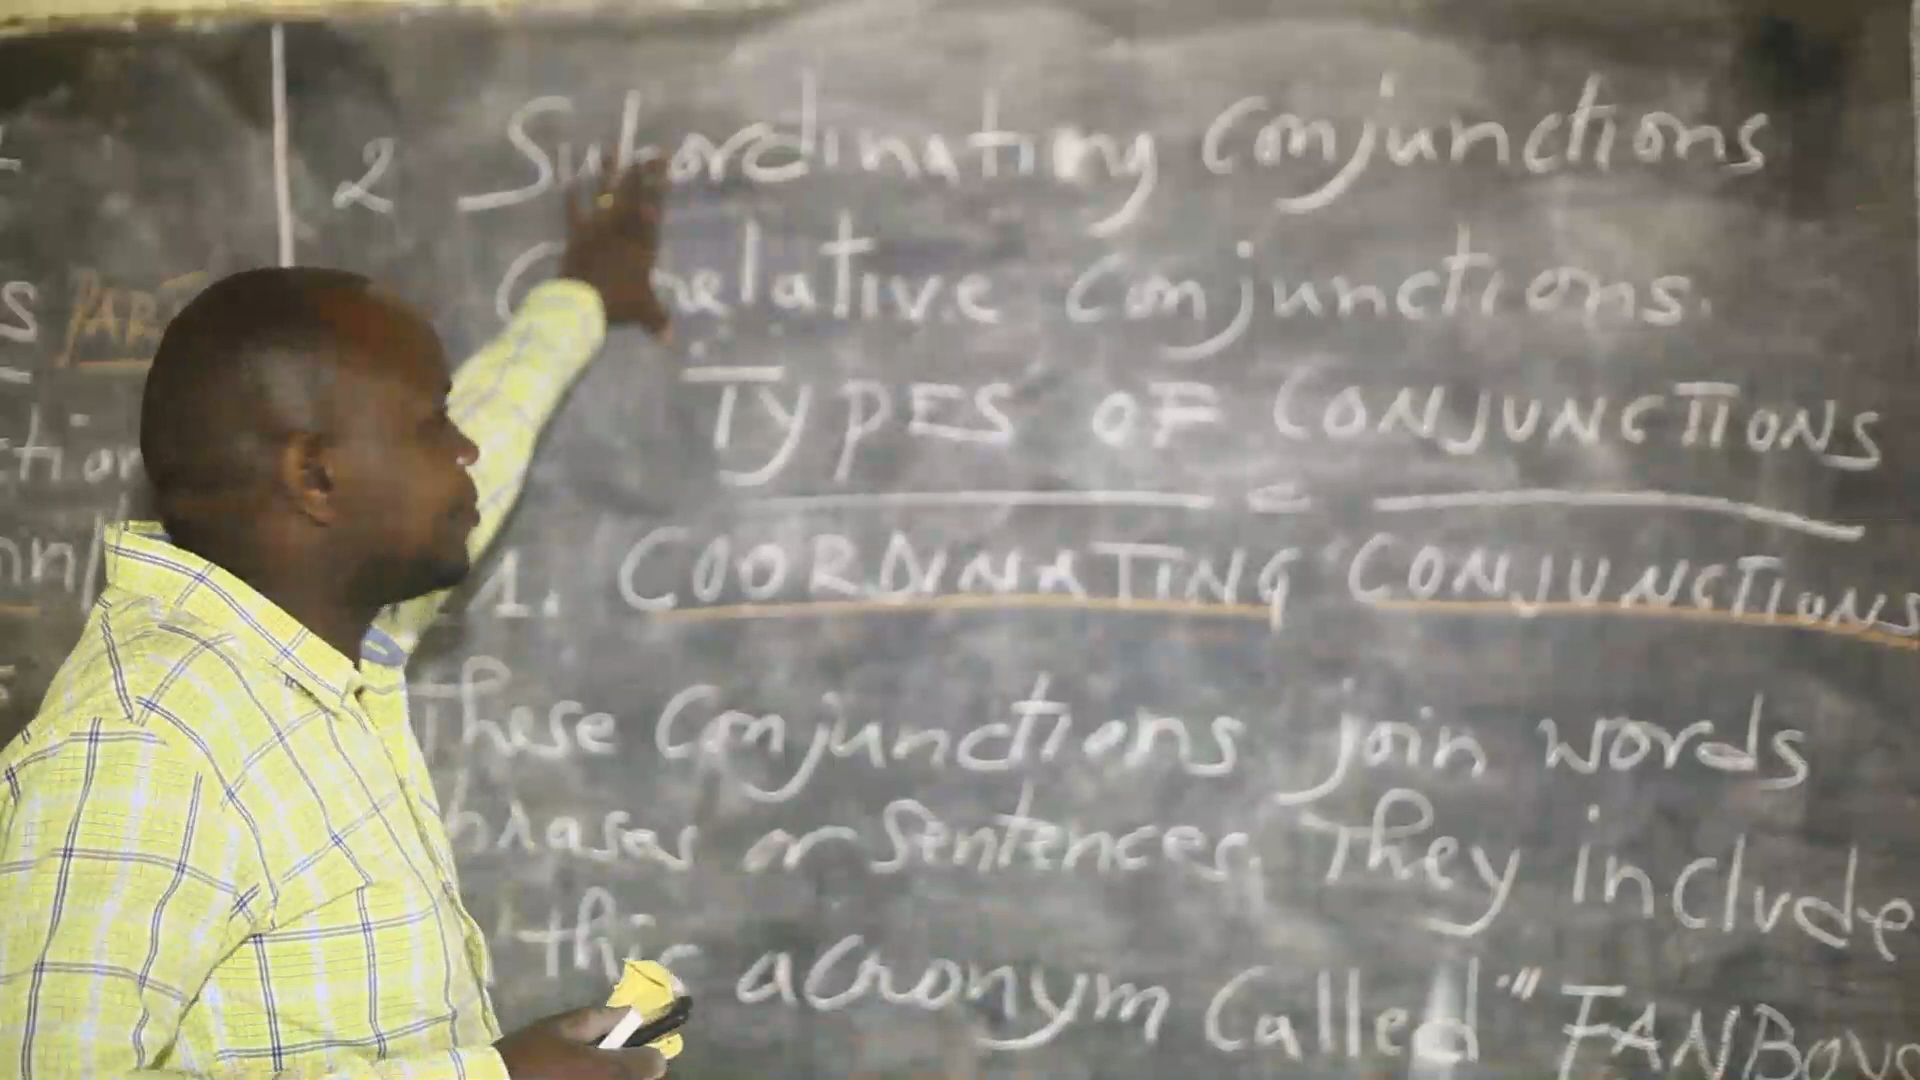 PART
2 Subordinating Conjunctions
Correlative Conjunctions.
TYPES OF CONJUNCTIONS
1. COORDINATING CONJUNCTIONS
These Conjunctions join words
phrases or Sentences. They include
this acronym Called "FANBOYS